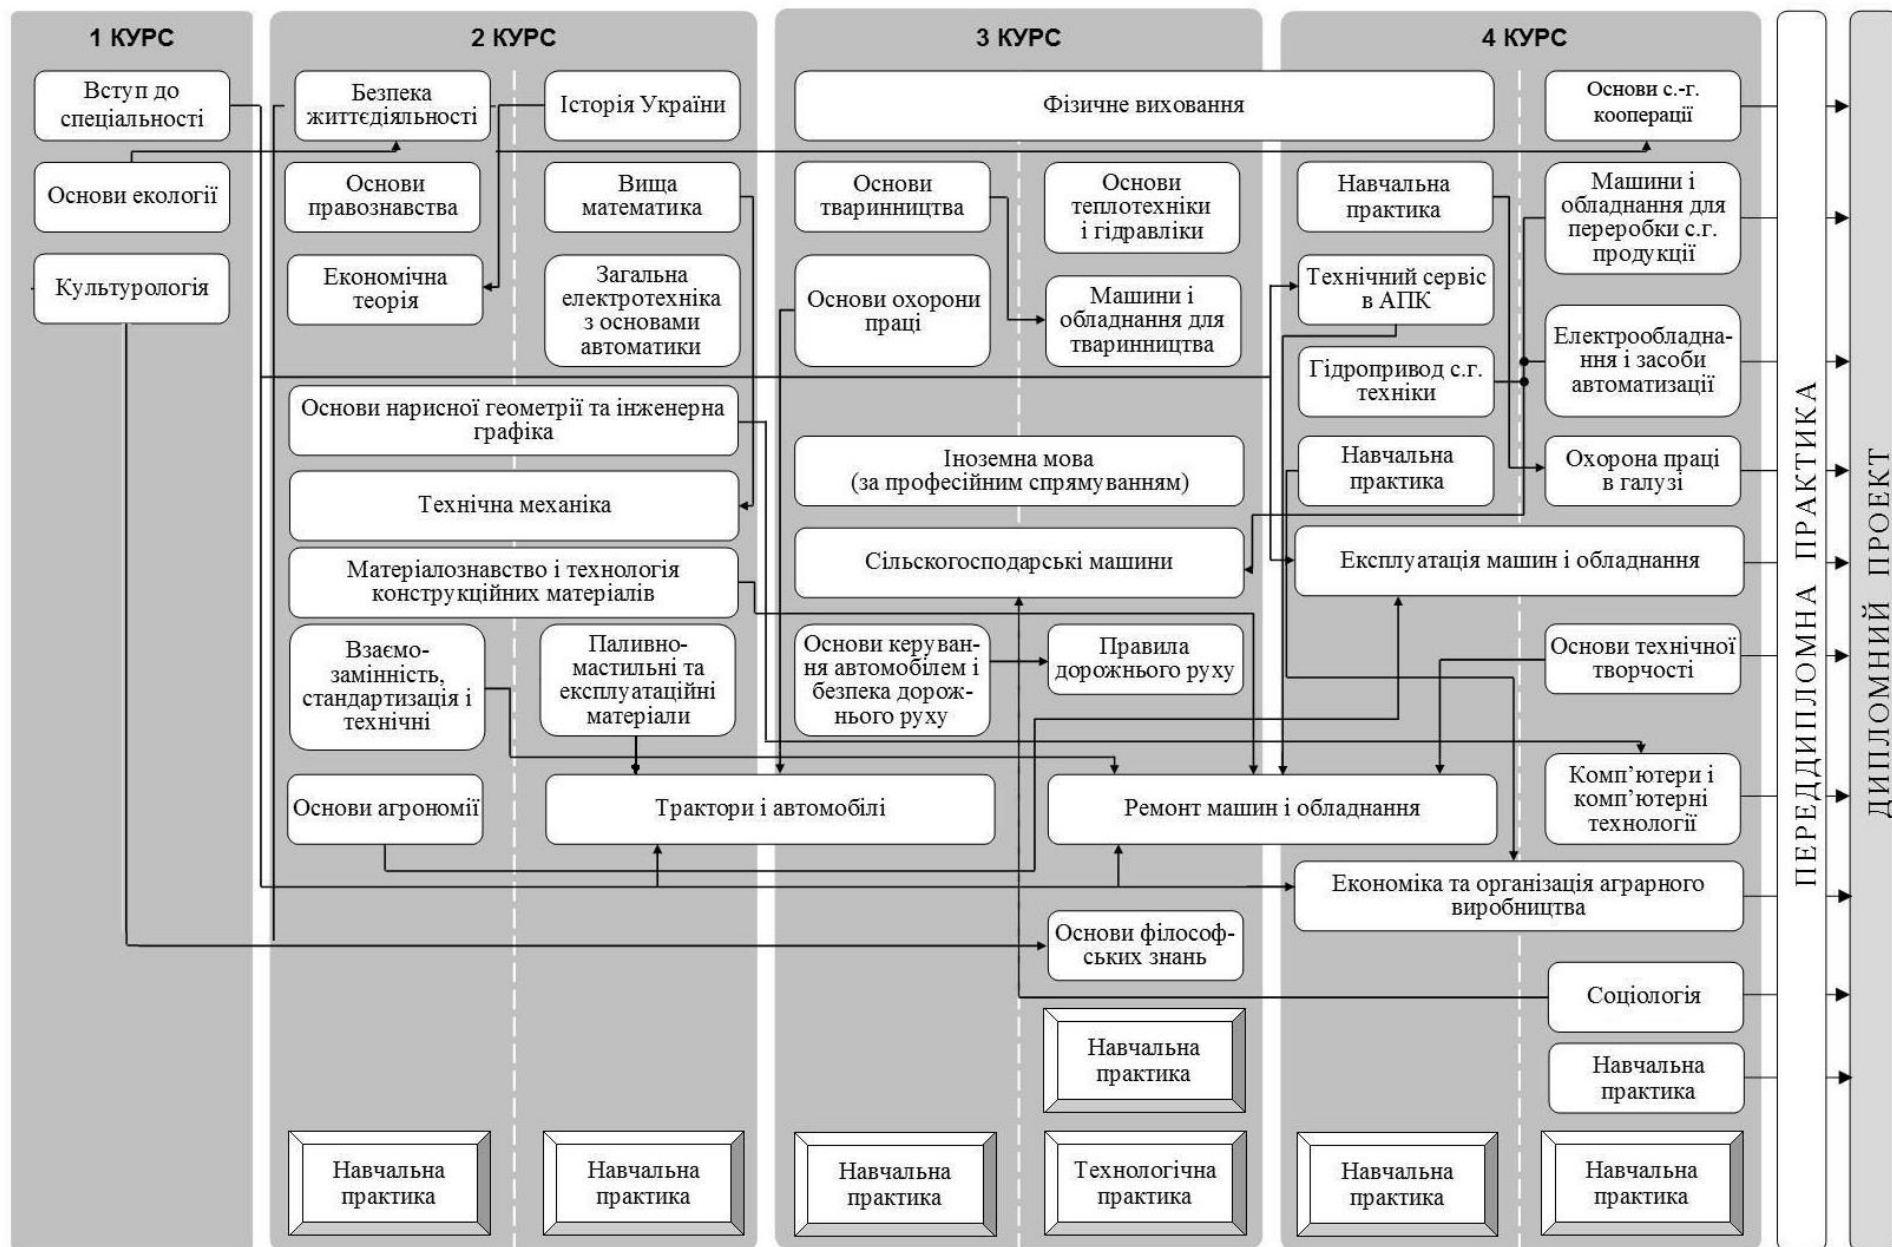 1 КУРС
Вступ до
спеціальності
Основи екології
Культурологія
2 КУРС
Безпека
життєдіяльності
Історія України
Основи
правознавства
Вища
математика
Економічна
теорія
Загальна
електротехніка
з основами
автоматики
Основи нарисної геометрії та інженерна
графіка
Технічна механіка
Матеріалознавство і технологія
конструкційних матеріалів
Взаємо-
замінність,
стандартизація і
технічні
Паливно-
мастильні та
експлуатаційні
матеріали
Основи агрономії
Трактори і автомобілі
Навчальна
практика
Навчальна
практика
3 КУРС
Фізичне виховання
Основи
тваринництва
Основи
теплотехніки
і гідравліки
Основи охорони
праці
Машини і
обладнання для
тваринництва
Іноземна мова
(за професійним спрямуванням)
Сільскогосподарські машини
Основи керуван-
ня автомобілем і
безпека дорож-
нього руху
Правила
дорожнього руху
Ремонт машин і обладнання
Основи філософ-
ських знань
Навчальна
практика
Навчальна
практика
Технологічна
практика
4 КУРС
Основи с.-г.
кооперації
Навчальна
практика
Машини і
обладнання для
переробки с.г.
продукції
Технічний сервіс
в АПК
Електрообладна-
ння і засоби
автоматизації
Гідропривод с.г.
техніки
Навчальна
практика
Охорона праці
в галузі
Експлуатація машин і обладнання
Основи технічної
творчості
Комп’ютери і
комп’ютерні
технології
Економіка та організація аграрного
виробництва
Соціологія
Навчальна
практика
Навчальна
практика
Навчальна
практика
ПЕРЕДДИПЛОМНА ПРАКТИКА
ДИПЛОМНИЙ ПРОЕКТ